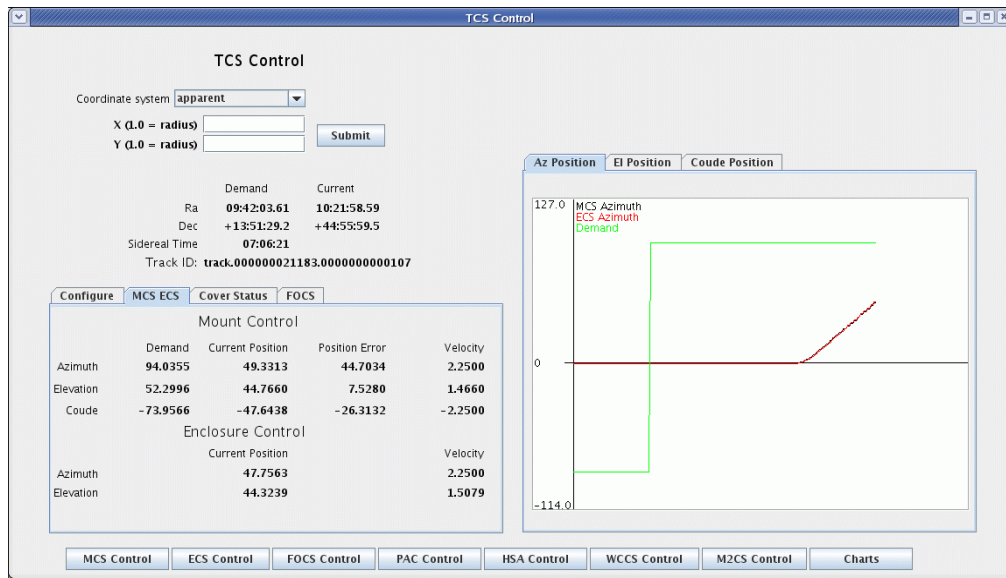 TCS Control
TCS Control
Coordinate system apparent
X (1.0 = radius)
Y (1.0 = radius)
Submit
Demand Current
Ra 09:42:03.61 10:21:58.59
Dec +13:51:29.2 +44:55:59.5
Sidereal Time 07:06:21
Track ID: track.000000021183.0000000000107
Configure MCS ECS Cover Status FOCS
Mount Control
Demand Current Position Position Error Velocity
Azimuth 94.0355 49.3313 44.7034 2.2500
Elevation 52.2996 44.7660 7.5280 1.4660
Coude -73.9566 -47.6438 -26.3132 -2.2500
Enclosure Control
Current Position Velocity
Azimuth 47.7563 2.2500
Elevation 44.3239 1.5079
Az Position El Position Coude Position
127.0
MCS Azimuth
ECS Azimuth
Demand
0
-114.0
MCS Control ECS Control FOCS Control PAC Control HSA Control WCCS Control M2CS Control Charts